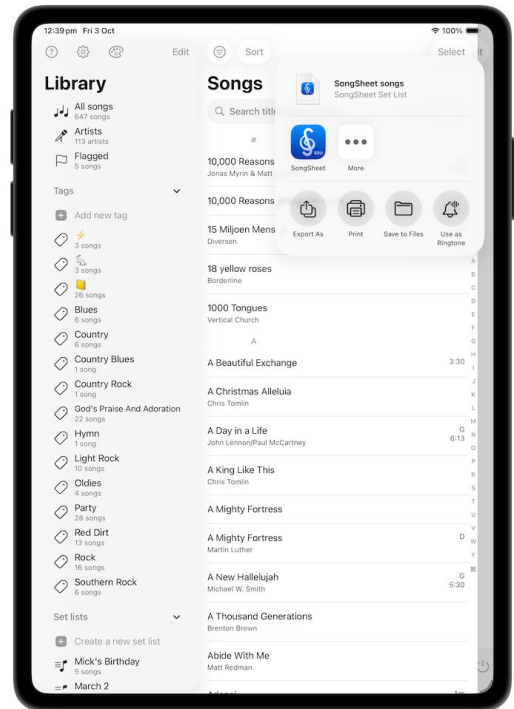 12:39 pm Fri 3 Oct
100%
Edit
Library
All songs
647 songs
Artists
113 artists
Flagged
5 songs
Tags
Add new tag
3 songs
3 songs
26 songs
Blues
6 songs
Country
6 songs
Country Blues
1 song
Country Rock
1 song
God's Praise And Adoration
22 songs
Hymn
1 song
Light Rock
10 songs
Oldies
4 songs
Party
28 songs
Red Dirt
13 songs
Rock
16 songs
Southern Rock
6 songs
Set lists
Create a new set list
Mick's Birthday
5 songs
March 2
Sort
Select
it
Songs
Search title
#
10,000 Reasons
Jonas Myrin & Matt
10,000 Reasons
15 Miljoen Mens
Diversen
18 yellow roses
Borderline
1000 Tongues
Vertical Church
A
A Beautiful Exchange
3:30
A Christmas Alleluia
Chris Tomlin
A Day in a Life
G
John Lennon/Paul McCartney
6:13
A King Like This
Chris Tomlin
A Mighty Fortress
A Mighty Fortress
D
Martin Luther
A New Hallelujah
G
Michael W. Smith
5:30
A Thousand Generations
Brenton Brown
Abide With Me
Matt Redman
SongSheet songs
SongSheet Set List
SongSheet
More
Export As
Print
Save to Files
Use as
Ringtone
A
B
C
D
E
F
G
H
I
J
K
L
M
N
O
P
R
S
T
U
V
W
Y